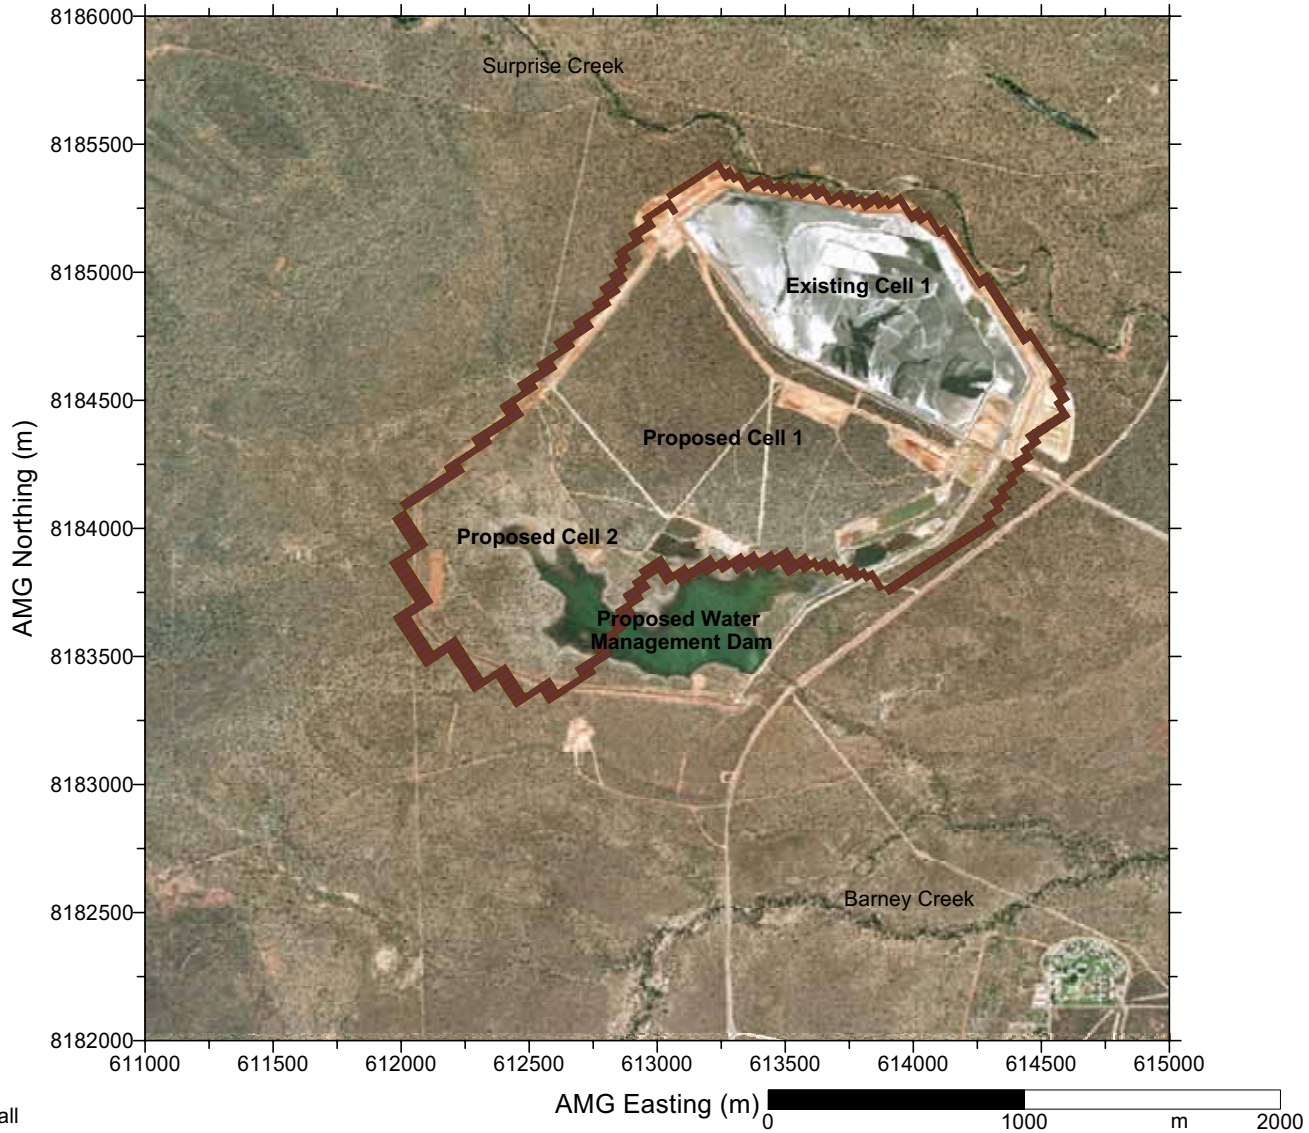 8186000
Surprise Creek
8185500
8185000
Existing Cell 1
8184500
Proposed Cell 1
8184000
Proposed Cell 2
Proposed Water
Management Dam
8183500
8183000
Barney Creek
8182500
8182000
AMG Northing (m)
611000 611500 612000 612500 613000 613500 614000 614500 615000
AMG Easting (m)
0 1000 m 2000
all